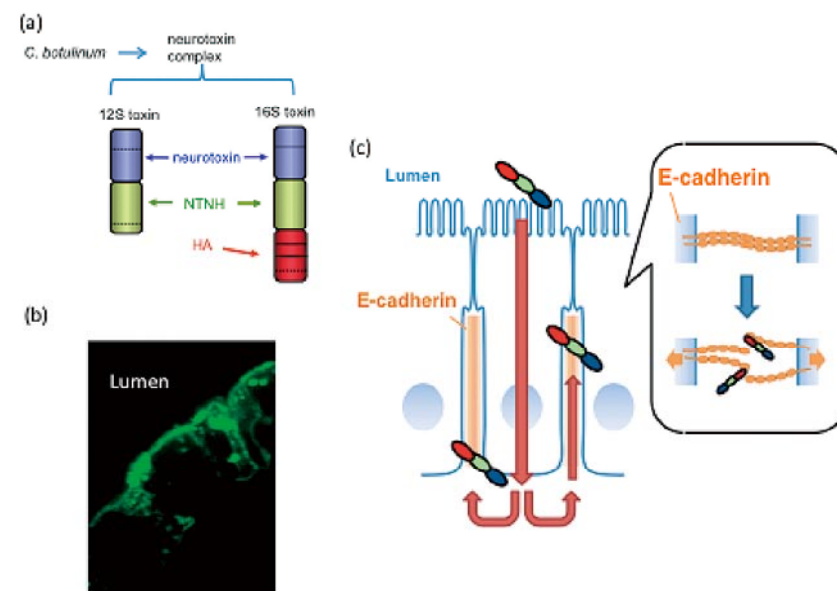 (a)
C. botulinum
neurotoxin
complex
12S toxin
16S toxin
neurotoxin
NTNH
HA
(b)
Lumen
(c)
Lumen
E-cadherin
E-cadherin